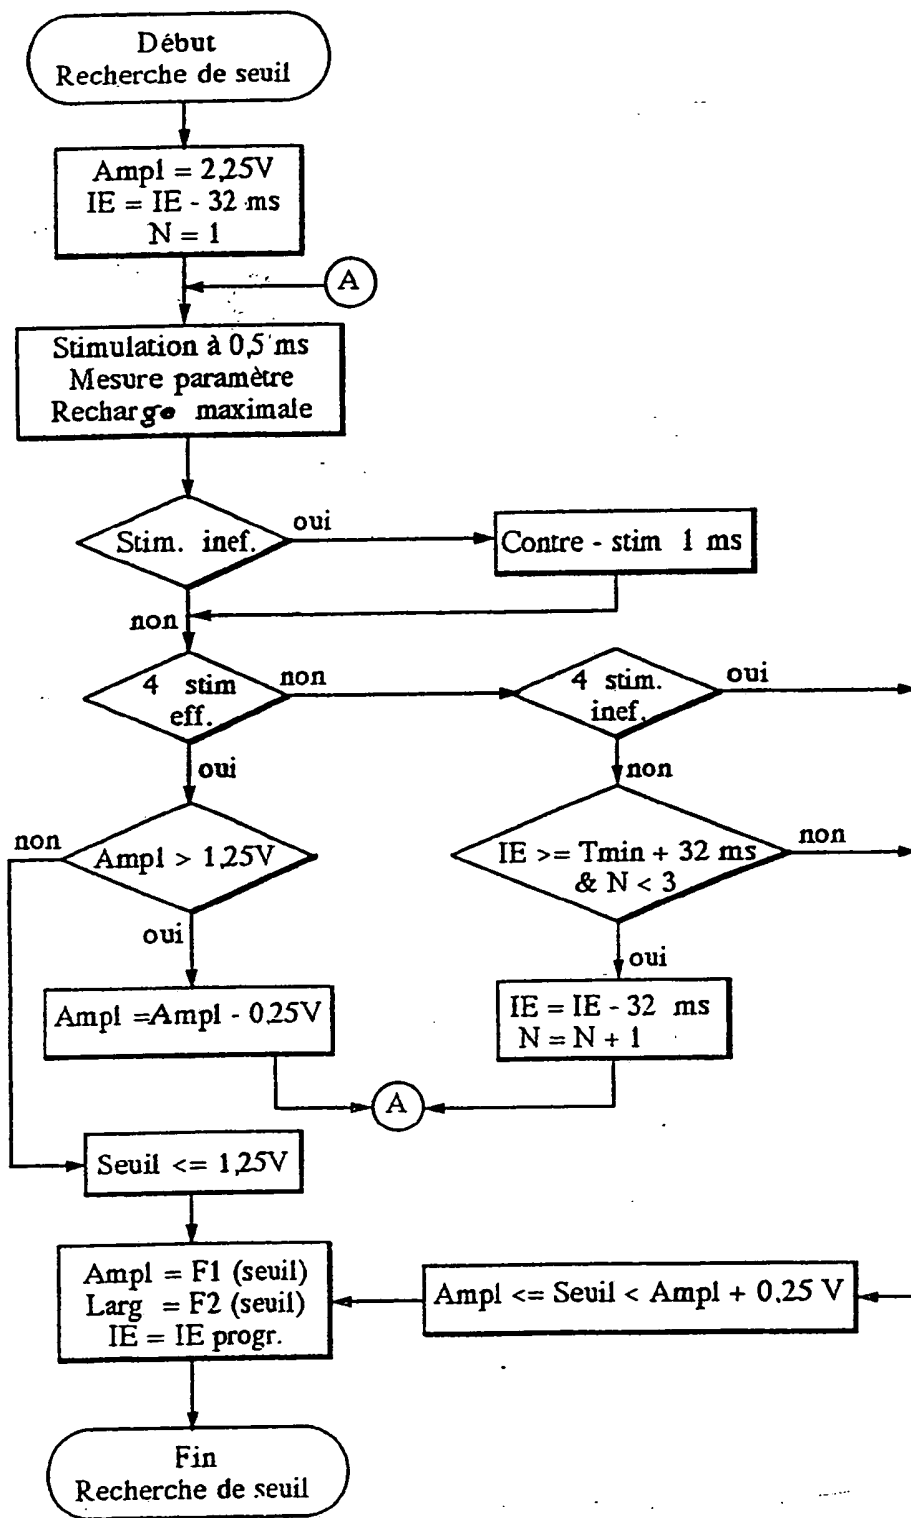 Début
Recherche de seuil
Ampl = 2,25V
IE = IE - 32 ms
N = 1
A
Stimulation à 0,5 ms
Mesure paramètre
Recharge maximale
Stim. inef.
oui
Contre - stim 1 ms
non
4 stim
eff.
non
4 stim.
inef.
oui
oui
non
non
Ampl > 1,25V
IE >= Tmin + 32 ms
& N < 3
non
oui
oui
Ampl =Ampl - 0,25V
IE = IE - 32 ms
N = N + 1
A
Seuil <= 1,25V
Ampl = F1 (seuil)
Larg = F2 (seuil)
IE = IE progr.
Ampl <= Seuil < Ampl + 0,25 V
Fin
Recherche de seuil